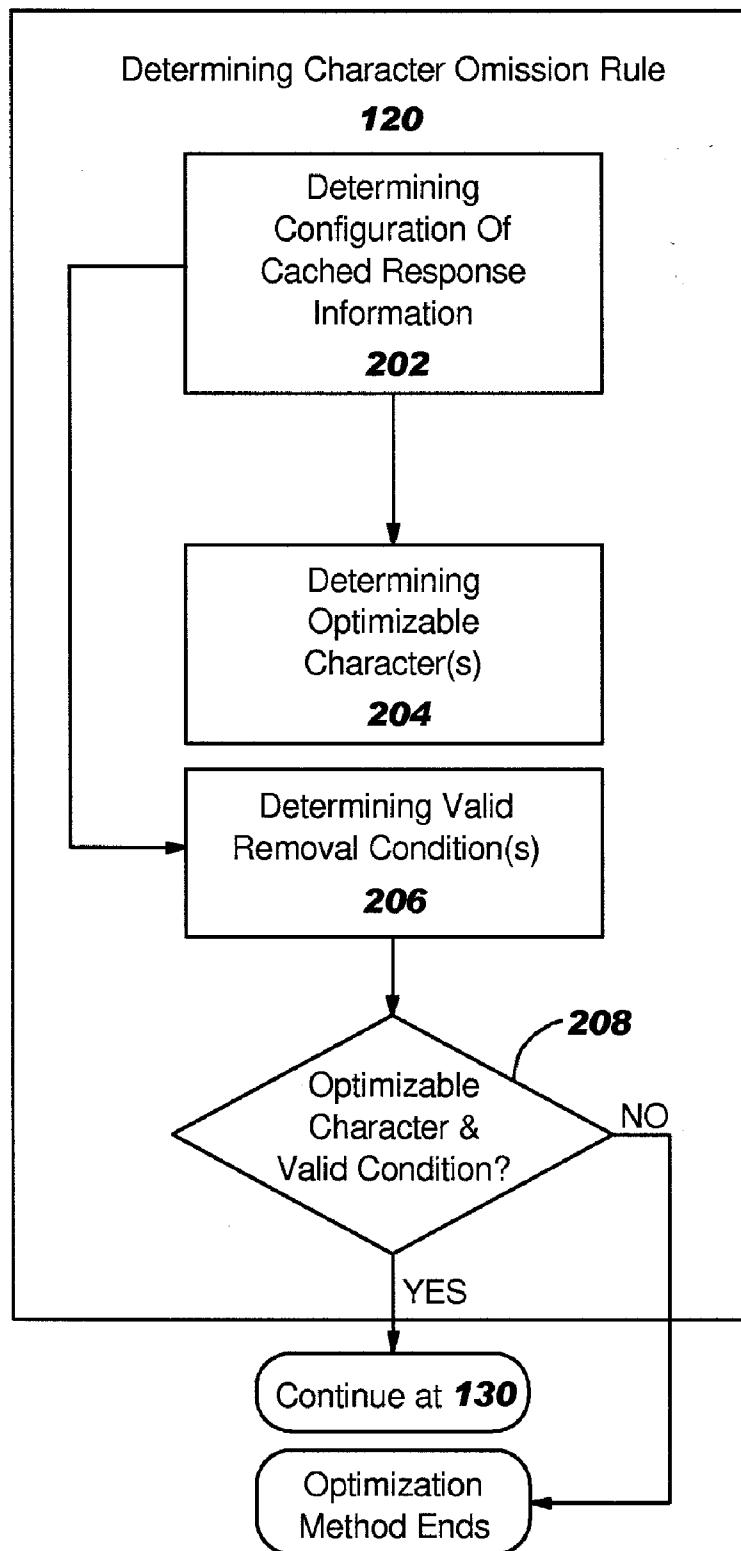 Determining Character Omission Rule
120
Determining
Configuration Of
Cached Response
Information
202
Determining
Optimizable
Character(s)
204
Determining Valid
Removal Condition(s)
206
208
Optimizable
Character &
Valid Condition?
NO
YES
Continue at 130
Optimization
Method Ends